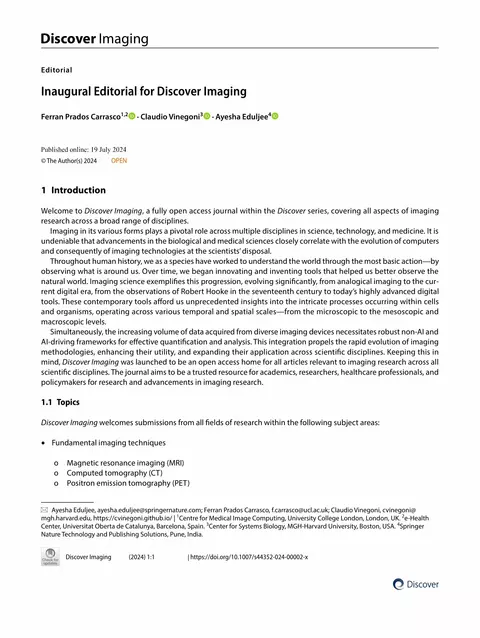 Discover Imaging
Editorial
Inaugural Editorial for Discover Imaging
Ferran Prados Carrasco1,2 · Claudio Vinegoni3 · Ayesha Eduljee4
Published online: 19 July 2024
© The Author(s) 2024 OPEN
1 Introduction
Welcome to Discover Imaging, a fully open access journal within the Discover series, covering all aspects of imaging
research across a broad range of disciplines.
Imaging in its various forms plays a pivotal role across multiple disciplines in science, technology, and medicine. It is
undeniable that advancements in the biological and medical sciences closely correlate with the evolution of computers
and consequently of imaging technologies at the scientists' disposal.
Throughout human history, we as a species have worked to understand the world through the most basic action—by
observing what is around us. Over time, we began innovating and inventing tools that helped us better observe the
natural world. Imaging science exemplifies this progression, evolving significantly, from analogical imaging to the cur-
rent digital era, from the observations of Robert Hooke in the seventeenth century to today's highly advanced digital
tools. These contemporary tools afford us unprecedented insights into the intricate processes occurring within cells
and organisms, operating across various temporal and spatial scales—from the microscopic to the mesoscopic and
macroscopic levels.
Simultaneously, the increasing volume of data acquired from diverse imaging devices necessitates robust non-AI and
AI-driving frameworks for effective quantification and analysis. This integration propels the rapid evolution of imaging
methodologies, enhancing their utility, and expanding their application across scientific disciplines. Keeping this in
mind, Discover Imaging was launched to be an open access home for all articles relevant to imaging research across all
scientific disciplines. The journal aims to be a trusted resource for academics, researchers, healthcare professionals, and
policymakers for research and advancements in imaging research.
1.1 Topics
Discover Imaging welcomes submissions from all fields of research within the following subject areas:
• Fundamental imaging techniques
o Magnetic resonance imaging (MRI)
o Computed tomography (CT)
o Positron emission tomography (PET)
✉ Ayesha Eduljee, ayesha.eduljee@springernature.com; Ferran Prados Carrasco, f.carrasco@ucl.ac.uk; Claudio Vinegoni, cvinegoni@
mgh.harvard.edu, https://cvinegoni.github.io/ | 1Centre for Medical Image Computing, University College London, London, UK. 2e-Health
Center, Universitat Oberta de Catalunya, Barcelona, Spain. 3Center for Systems Biology, MGH-Harvard University, Boston, USA. 4Springer
Nature Technology and Publishing Solutions, Pune, India.
Discover Imaging (2024) 1:1 | https://doi.org/10.1007/s44352-024-00002-x
Discover